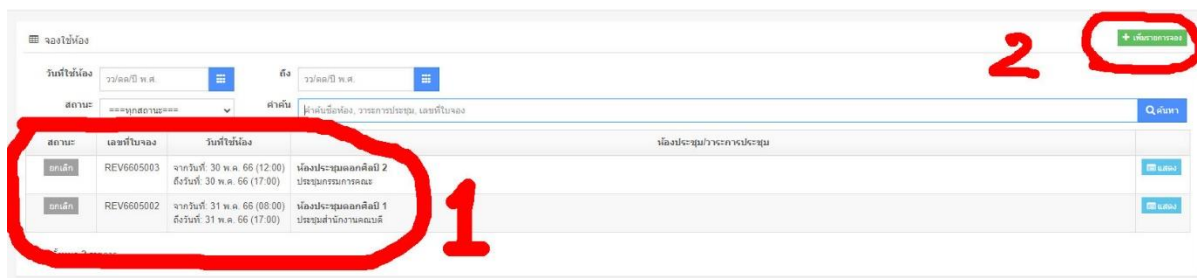 จองใช้ห้อง
+ เพิ่มรายการจอง
2
วันที่ใช้ห้อง วว/ดด/ปี พ.ศ. ถึง วว/ดด/ปี พ.ศ.
สถานะ ===ทุกสถานะ=== คำค้น คำค้นชื่อห้อง, วาระการประชุม, เลขที่ใบจอง ค้นหา
สถานะ เลขที่ใบจอง วันที่ใช้ห้อง ห้องประชุม/วาระการประชุม
ยกเลิก REV6605003 จากวันที่: 30 พ.ค. 66 (12:00) ห้องประชุมดอกศิลป์ 2 แสดง
ถึงวันที่: 30 พ.ค. 66 (17:00) ประชุมกรรมการคณะ
ยกเลิก REV6605002 จากวันที่: 31 พ.ค. 66 (08:00) ห้องประชุมดอกศิลป์ 1 แสดง
ถึงวันที่: 31 พ.ค. 66 (17:00) ประชุมสำนักงานคณบดี
1